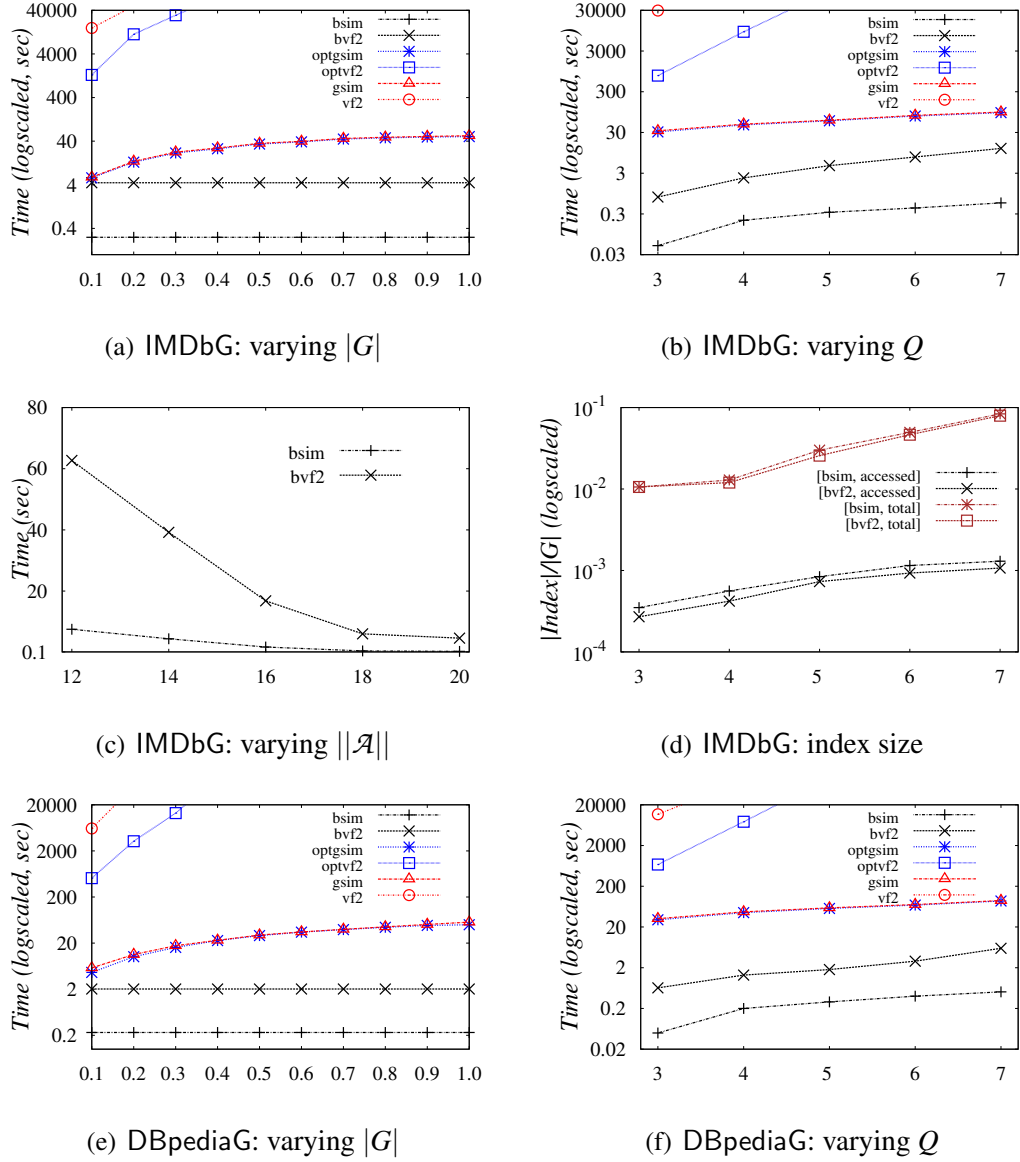 40000
4000
400
40
4
0.4
Time (logscaled, sec)
bsim
bvf2
optgsim
optvf2
gsim
vf2
0.1 0.2 0.3 0.4 0.5 0.6 0.7 0.8 0.9 1.0
(a) IMDbG: varying |G|
30000
3000
300
30
3
0.3
0.03
Time (logscaled, sec)
bsim
bvf2
optgsim
optvf2
gsim
vf2
3 4 5 6 7
(b) IMDbG: varying Q
80
60
40
20
0.1
Time (sec)
bsim
bvf2
12 14 16 18 20
(c) IMDbG: varying ||𝒜||
10^-1
10^-2
10^-3
10^-4
|Index|/|G| (logscaled)
[bsim, accessed]
[bvf2, accessed]
[bsim, total]
[bvf2, total]
3 4 5 6 7
(d) IMDbG: index size
20000
2000
200
20
2
0.2
Time (logscaled, sec)
bsim
bvf2
optgsim
optvf2
gsim
vf2
0.1 0.2 0.3 0.4 0.5 0.6 0.7 0.8 0.9 1.0
(e) DBpediaG: varying |G|
20000
2000
200
20
2
0.2
0.02
Time (logscaled, sec)
bsim
bvf2
optgsim
optvf2
gsim
vf2
3 4 5 6 7
(f) DBpediaG: varying Q